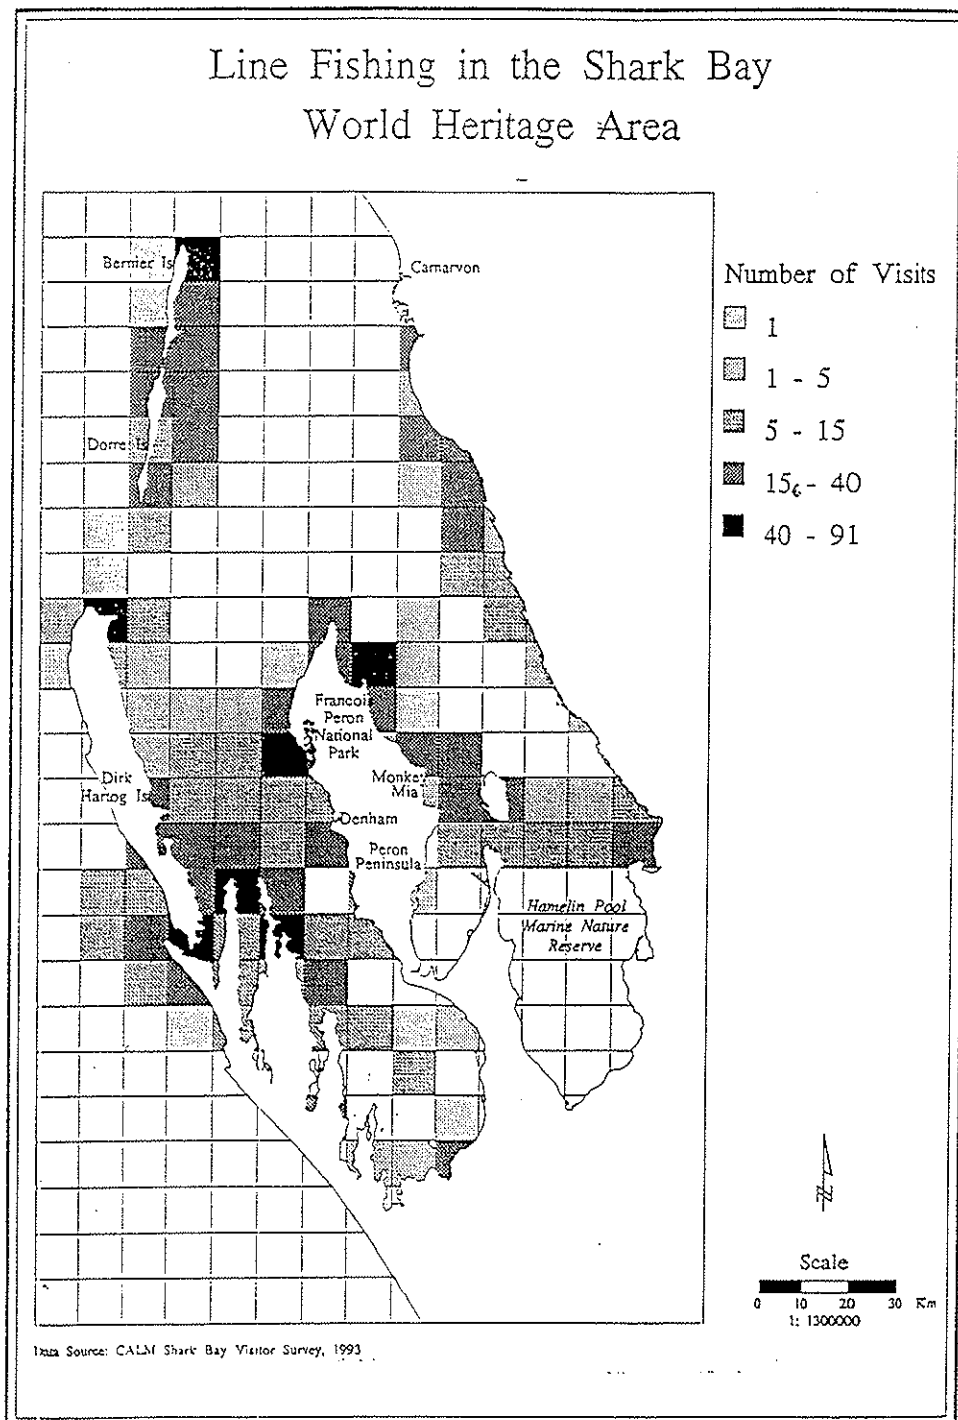 Line Fishing in the Shark Bay
World Heritage Area
Bernier Is
Carnarvon
Dorre Is
Francois
Peron
National
Park
Dirk
Hartog Is
Monkey
Mia
Denham
Peron
Peninsula
Hamelin Pool
Marine Nature
Reserve
Number of Visits
1
1 - 5
5 - 15
15 - 40
40 - 91
N
Scale
0 10 20 30 Km
1: 1300000
Data Source: CALM Shark Bay Visitor Survey, 1993